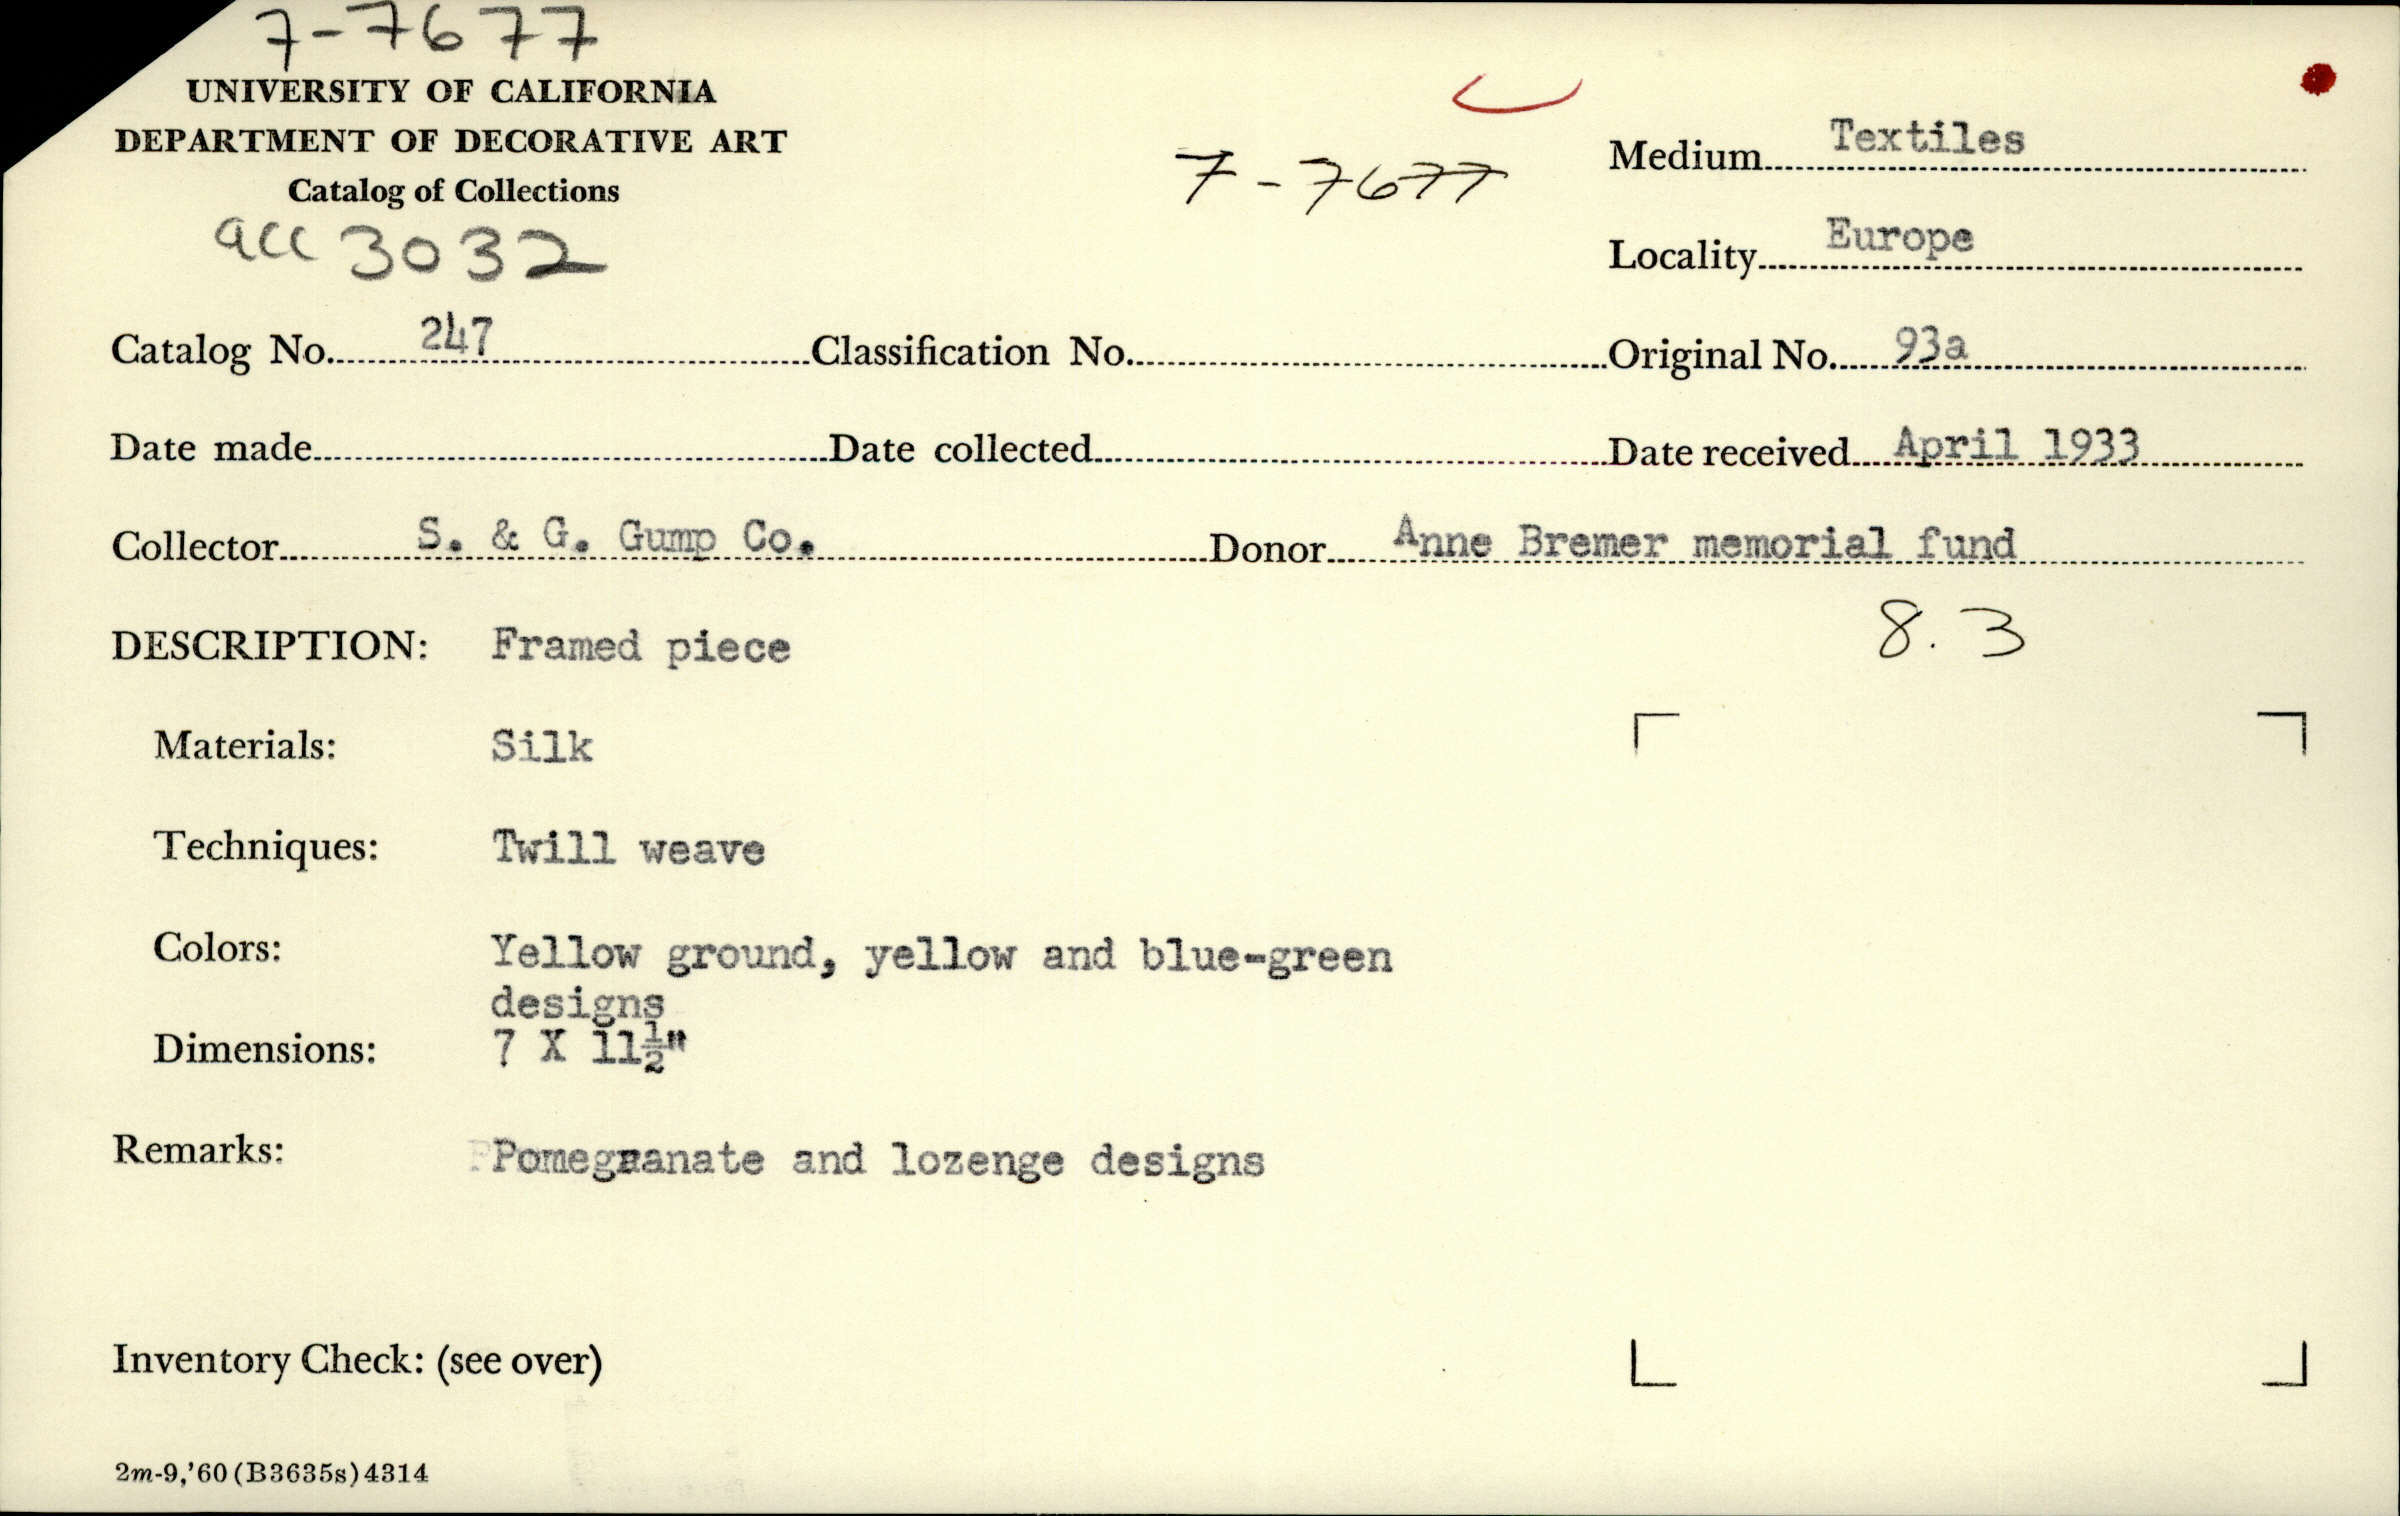 7-7677
UNIVERSITY OF CALIFORNIA
DEPARTMENT OF DECORATIVE ART
Catalog of Collections
acc 3032
7-7677
Medium Textiles
Locality Europe
Catalog No. 247 Classification No. Original No. 93a
Date made Date collected Date received April 1933
Collector S. & G. Gump Co. Donor Anne Bremer memorial fund
8.3
DESCRIPTION: Framed piece
Materials: Silk
Techniques: Twill weave
Colors: Yellow ground, yellow and blue-green
designs
Dimensions: 7 X 11½"
Remarks: Pomegranate and lozenge designs
Inventory Check: (see over)
2m-9,'60(B3635s)4314